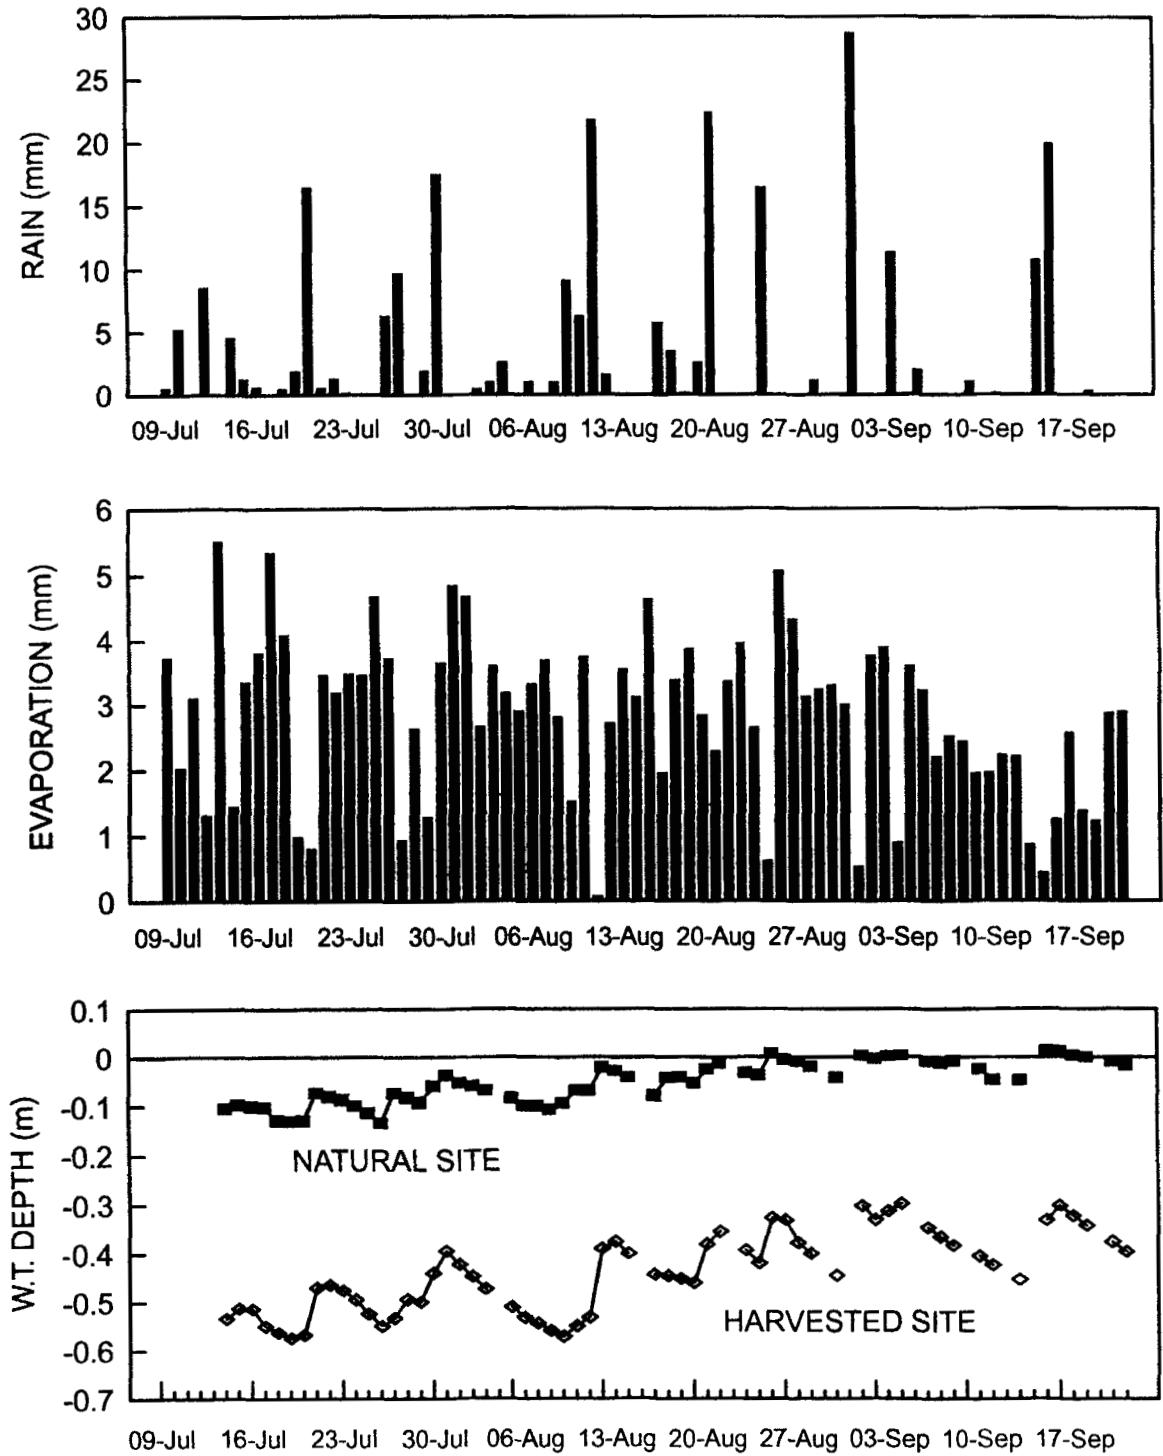 RAIN (mm)
30
25
20
15
10
5
0
09-Jul 16-Jul 23-Jul 30-Jul 06-Aug 13-Aug 20-Aug 27-Aug 03-Sep 10-Sep 17-Sep
EVAPORATION (mm)
6
5
4
3
2
1
0
09-Jul 16-Jul 23-Jul 30-Jul 06-Aug 13-Aug 20-Aug 27-Aug 03-Sep 10-Sep 17-Sep
W.T. DEPTH (m)
0.1
0
-0.1
-0.2
-0.3
-0.4
-0.5
-0.6
-0.7
NATURAL SITE
HARVESTED SITE
09-Jul 16-Jul 23-Jul 30-Jul 06-Aug 13-Aug 20-Aug 27-Aug 03-Sep 10-Sep 17-Sep